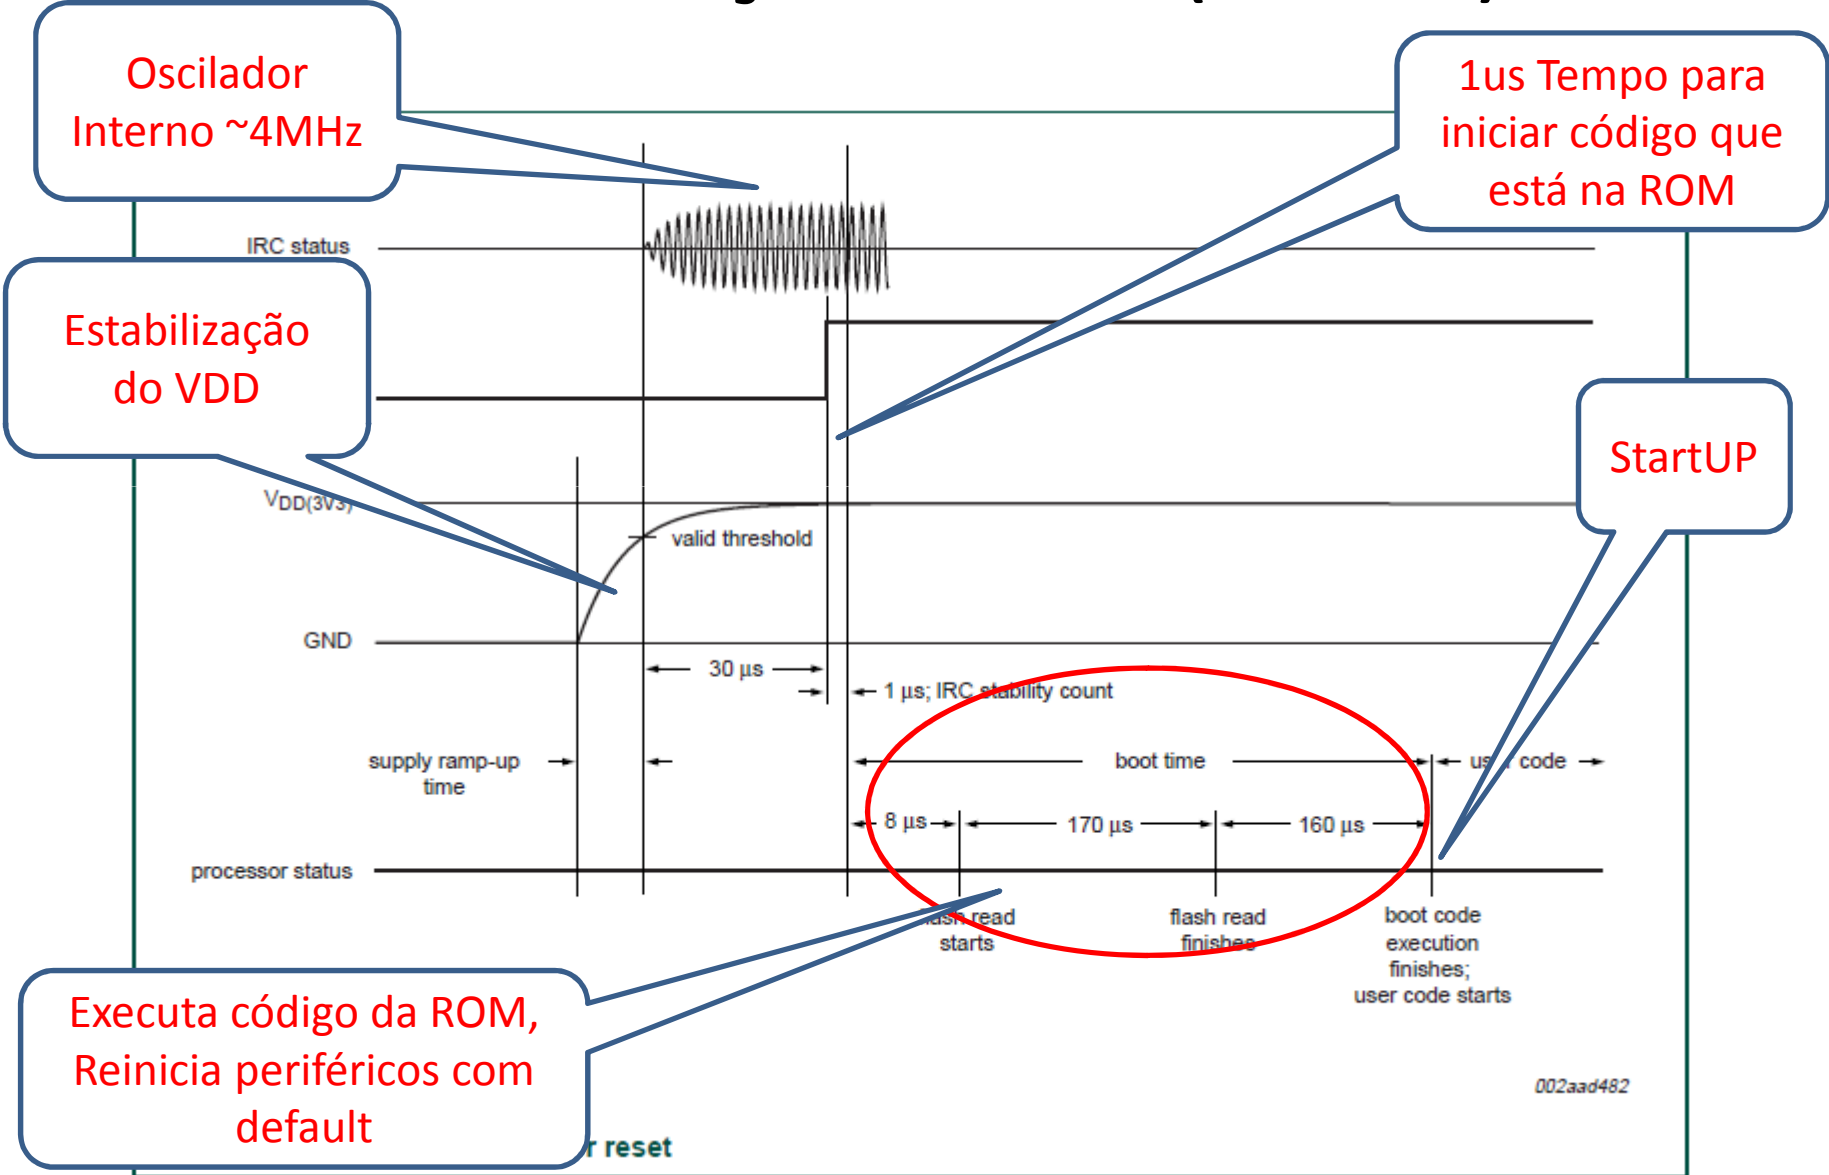 Oscilador
Interno ~4MHz
1us Tempo para
iniciar código que
está na ROM
IRC status
Estabilização
do VDD
StartUP
VDD(3V3)
valid threshold
GND
30 μs
1 μs; IRC stability count
supply ramp-up
time
boot time
user code
8 μs
170 μs
160 μs
processor status
flash read
starts
flash read
finishes
boot code
execution
finishes;
user code starts
Executa código da ROM,
Reinicia periféricos com
default
002aad482
r reset